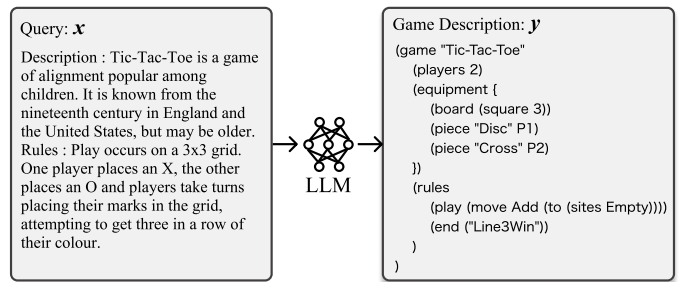 Query: x
Description : Tic-Tac-Toe is a game
of alignment popular among
children. It is known from the
nineteenth century in England and
the United States, but may be older.
Rules : Play occurs on a 3x3 grid.
One player places an X, the other
places an O and players take turns
placing their marks in the grid,
attempting to get three in a row of
their colour.
LLM
Game Description: y
(game "Tic-Tac-Toe"
(players 2)
(equipment {
(board (square 3))
(piece "Disc" P1)
(piece "Cross" P2)
})
(rules
(play (move Add (to (sites Empty))))
(end ("Line3Win"))
)
)